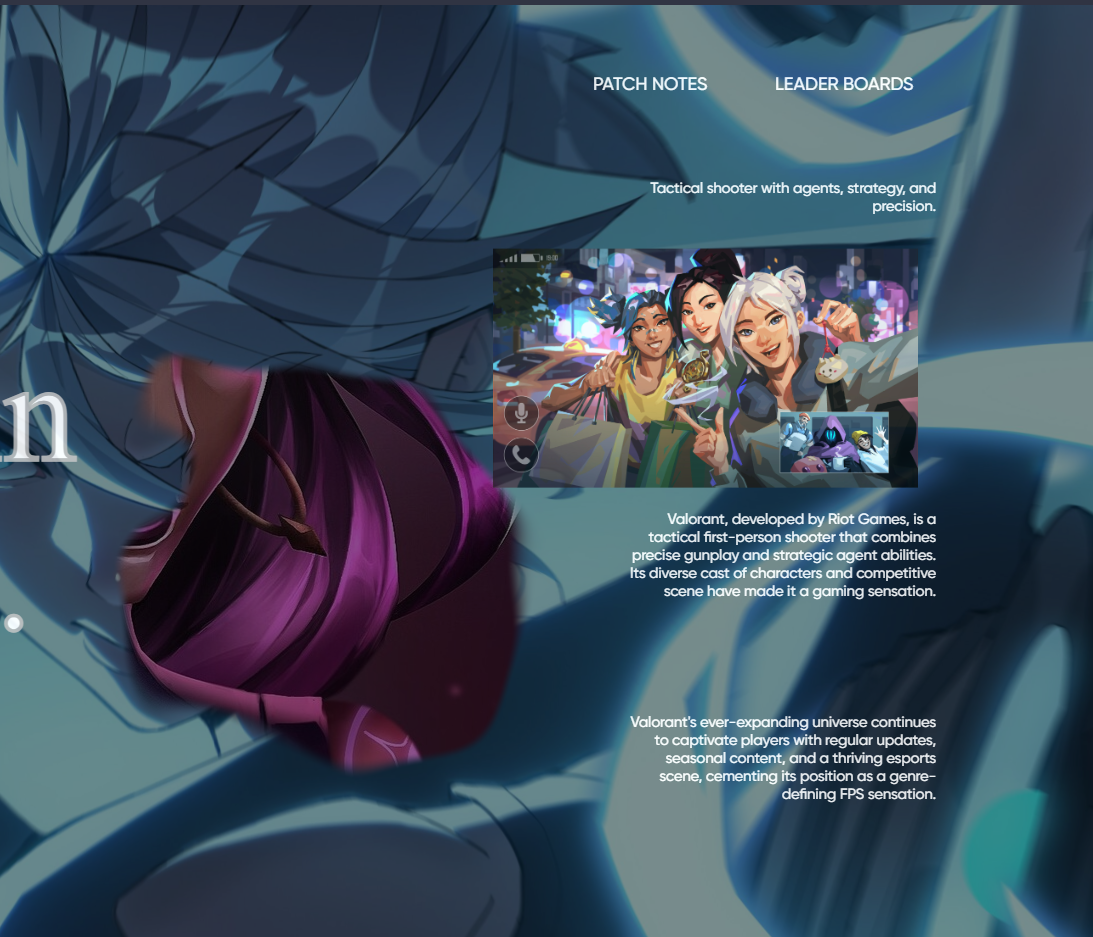 PATCH NOTES LEADER BOARDS
Tactical shooter with agents, strategy, and
precision.
n
Valorant, developed by Riot Games, is a
tactical first-person shooter that combines
precise gunplay and strategic agent abilities.
Its diverse cast of characters and competitive
scene have made it a gaming sensation.
.
Valorant's ever-expanding universe continues
to captivate players with regular updates,
seasonal content, and a thriving esports
scene, cementing its position as a genre-
defining FPS sensation.